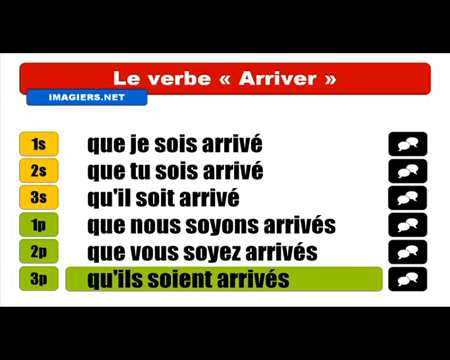 Le verbe « Arriver »
IMAGIERS.NET
1s que je sois arrivé
2s que tu sois arrivé
3s qu'il soit arrivé
1p que nous soyons arrivés
2p que vous soyez arrivés
3p qu'ils soient arrivés